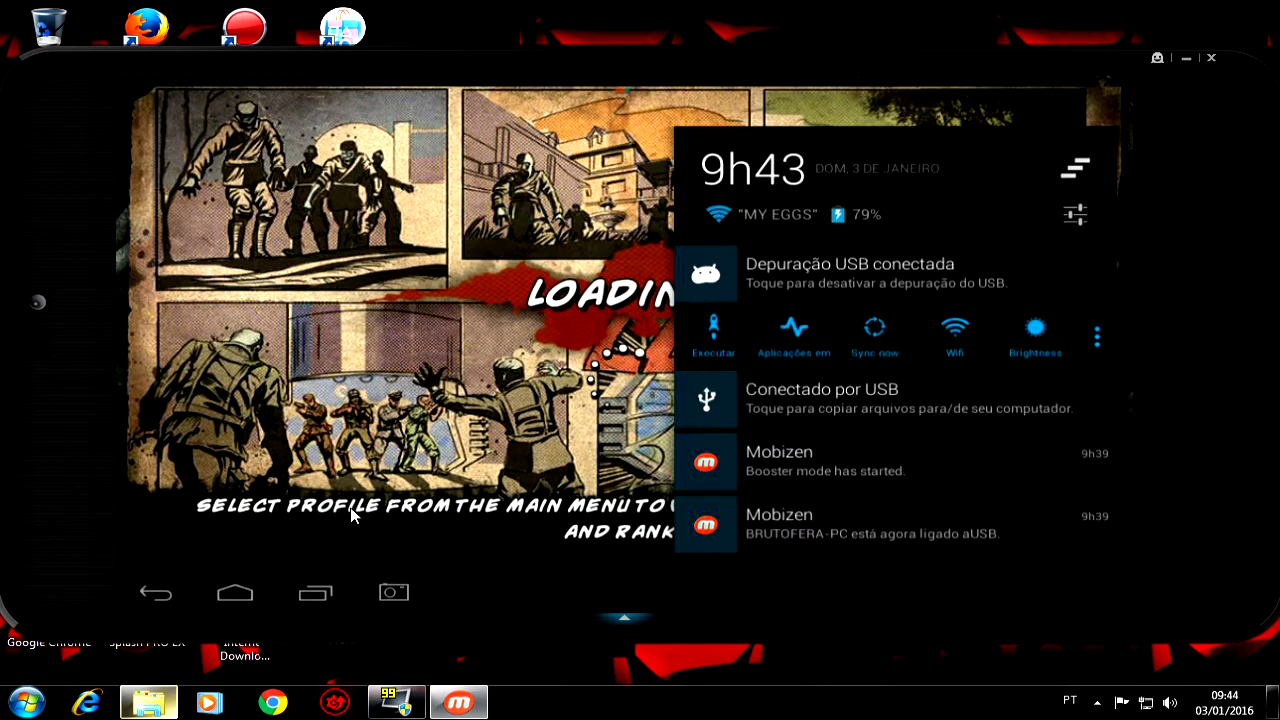 9h43 DOM, 3 DE JANEIRO
"MY EGGS" 79%
Depuração USB conectada
Toque para desativar a depuração do USB.
LOADIN
Executar Aplicações em Sync now Wifi Brightness
Conectado por USB
Toque para copiar arquivos para/de seu computador.
Mobizen 9h39
Booster mode has started.
SELECT PROFILE FROM THE MAIN MENU TO
AND RANK
Mobizen 9h39
BRUTOFERA-PC está agora ligado aUSB.
Google Chrome Splash PRO EX Internet
Downlo...
99
PT
09:44
03/01/2016